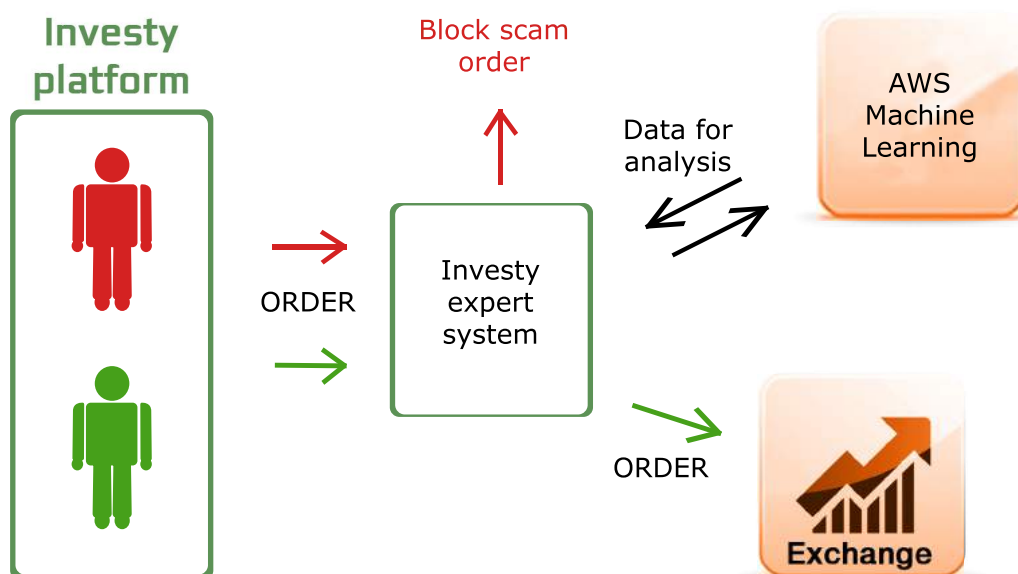 Investy
platform
Block scam
order
AWS
Machine
Learning
Data for
analysis
ORDER
Investy
expert
system
ORDER
Exchange